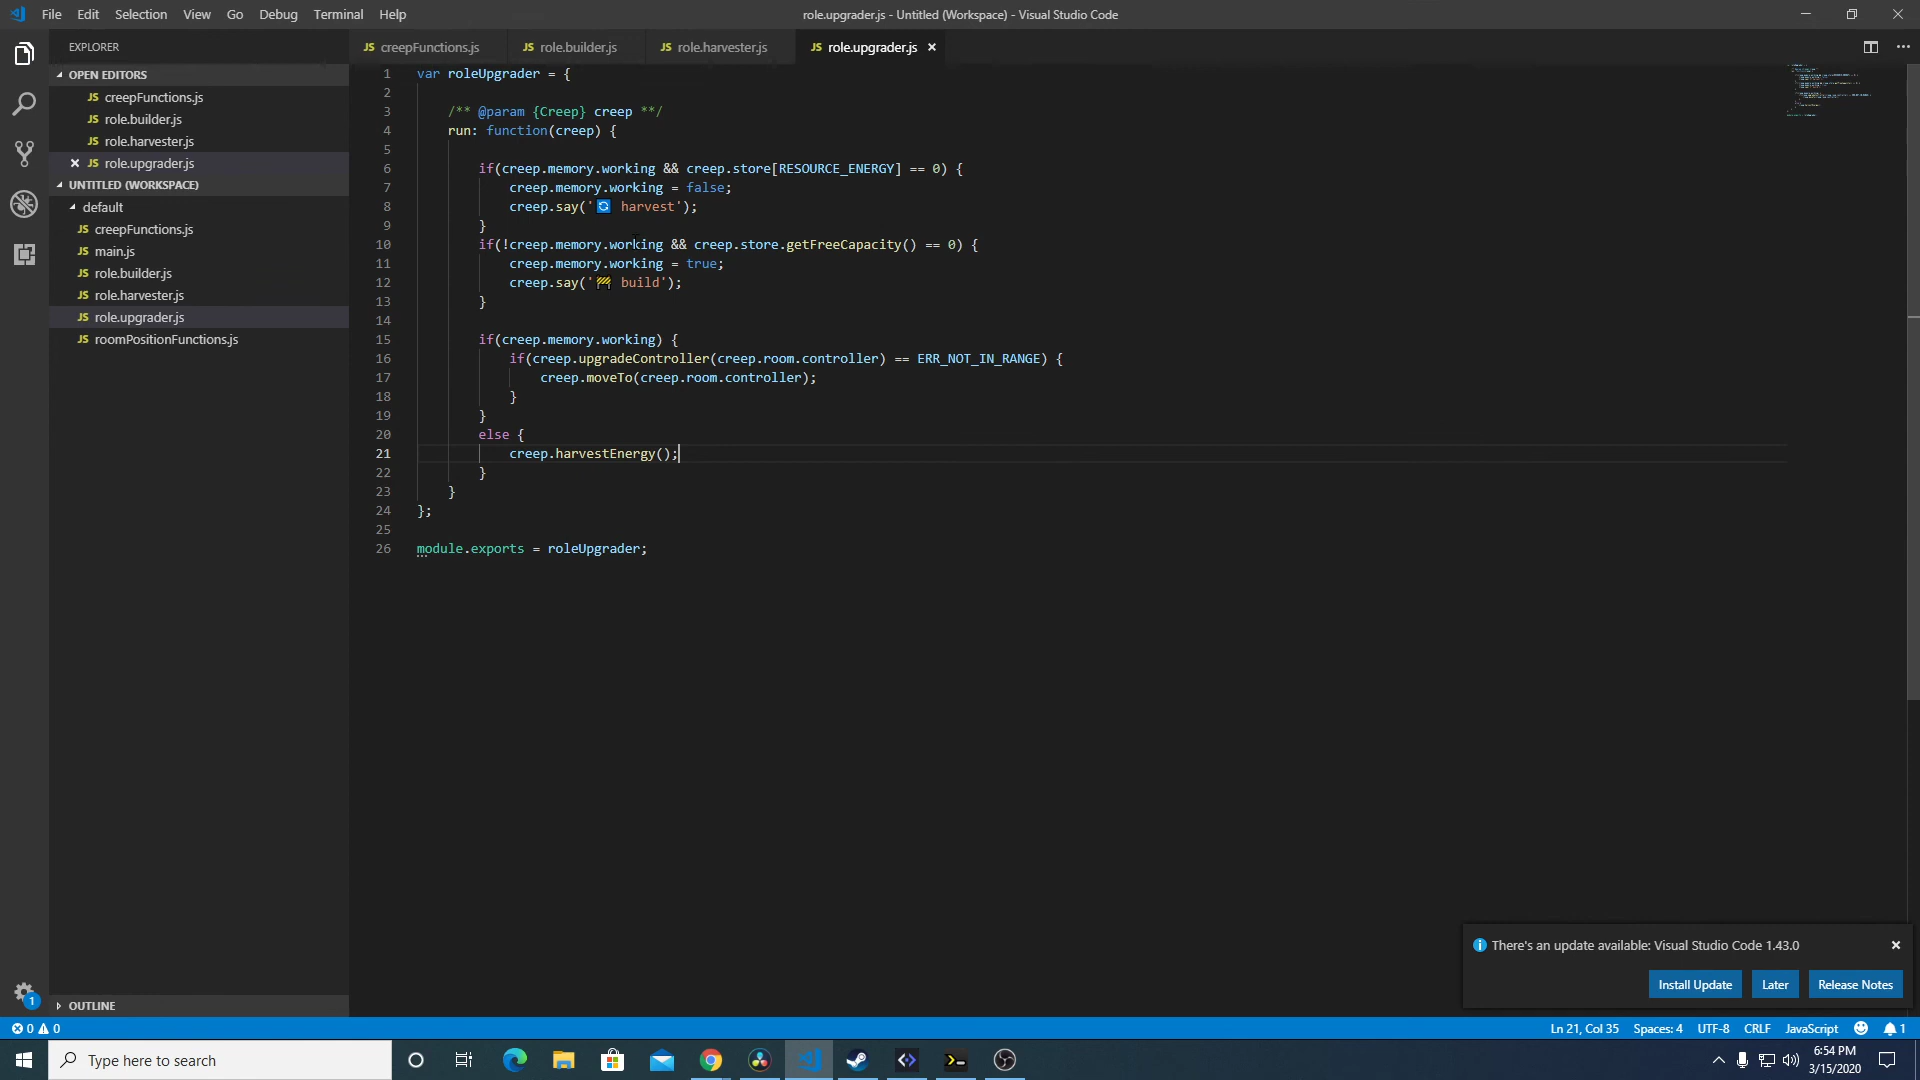 File Edit Selection View Go Debug Terminal Help
role.upgrader.js - Untitled (Workspace) - Visual Studio Code
EXPLORER
OPEN EDITORS
JS creepFunctions.js
JS role.builder.js
JS role.harvester.js
JS role.upgrader.js
UNTITLED (WORKSPACE)
default
JS creepFunctions.js
JS main.js
JS role.builder.js
JS role.harvester.js
JS role.upgrader.js
JS roomPositionFunctions.js
OUTLINE
JS creepFunctions.js JS role.builder.js JS role.harvester.js JS role.upgrader.js
1 var roleUpgrader = {
2
3 /** @param {Creep} creep **/
4 run: function(creep) {
5
6 if(creep.memory.working && creep.store[RESOURCE_ENERGY] == 0) {
7 creep.memory.working = false;
8 creep.say('🔄 harvest');
9 }
10 if(!creep.memory.working && creep.store.getFreeCapacity() == 0) {
11 creep.memory.working = true;
12 creep.say('🚧 build');
13 }
14
15 if(creep.memory.working) {
16 if(creep.upgradeController(creep.room.controller) == ERR_NOT_IN_RANGE) {
17 creep.moveTo(creep.room.controller);
18 }
19 }
20 else {
21 creep.harvestEnergy();
22 }
23 }
24 };
25
26 module.exports = roleUpgrader;
There's an update available: Visual Studio Code 1.43.0
Install Update Later Release Notes
1
0 0
Ln 21, Col 35 Spaces: 4 UTF-8 CRLF JavaScript 1
Type here to search
6:54 PM
3/15/2020